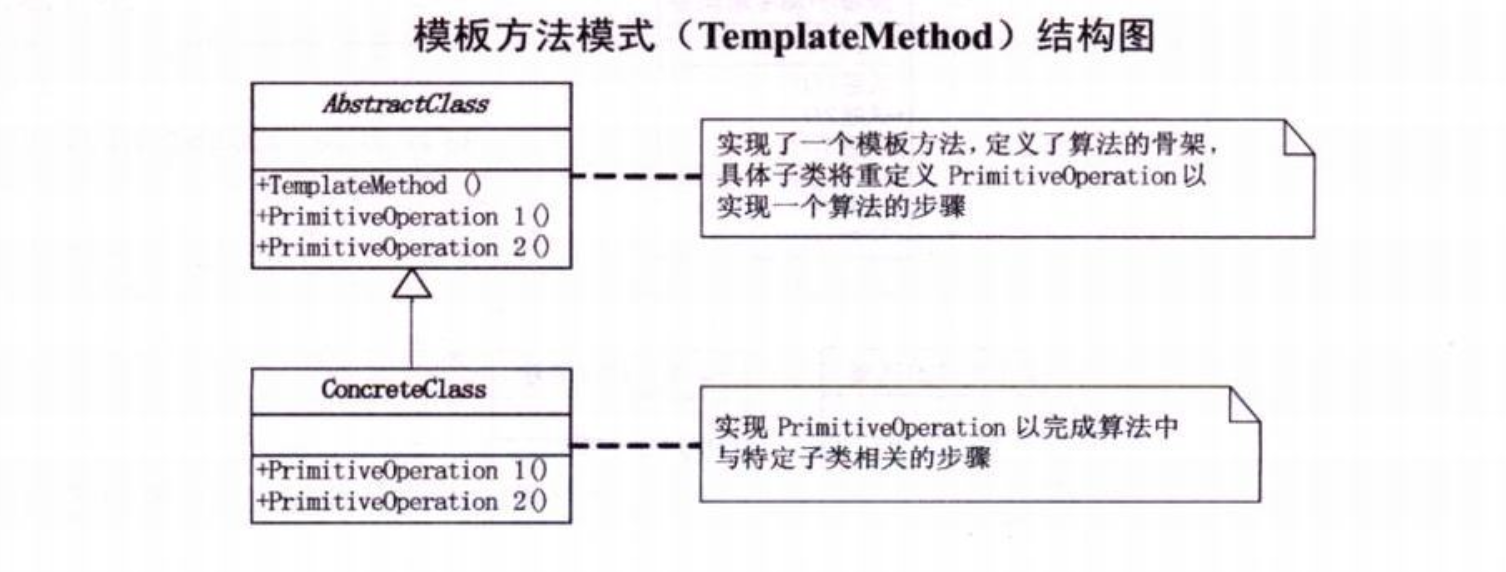 模板方法模式（TemplateMethod）结构图
AbstractClass
+TemplateMethod ()
+PrimitiveOperation 1()
+PrimitiveOperation 2()
实现了一个模板方法，定义了算法的骨架，
具体子类将重定义 PrimitiveOperation 以
实现一个算法的步骤
ConcreteClass
+PrimitiveOperation 1()
+PrimitiveOperation 2()
实现 PrimitiveOperation 以完成算法中
与特定子类相关的步骤